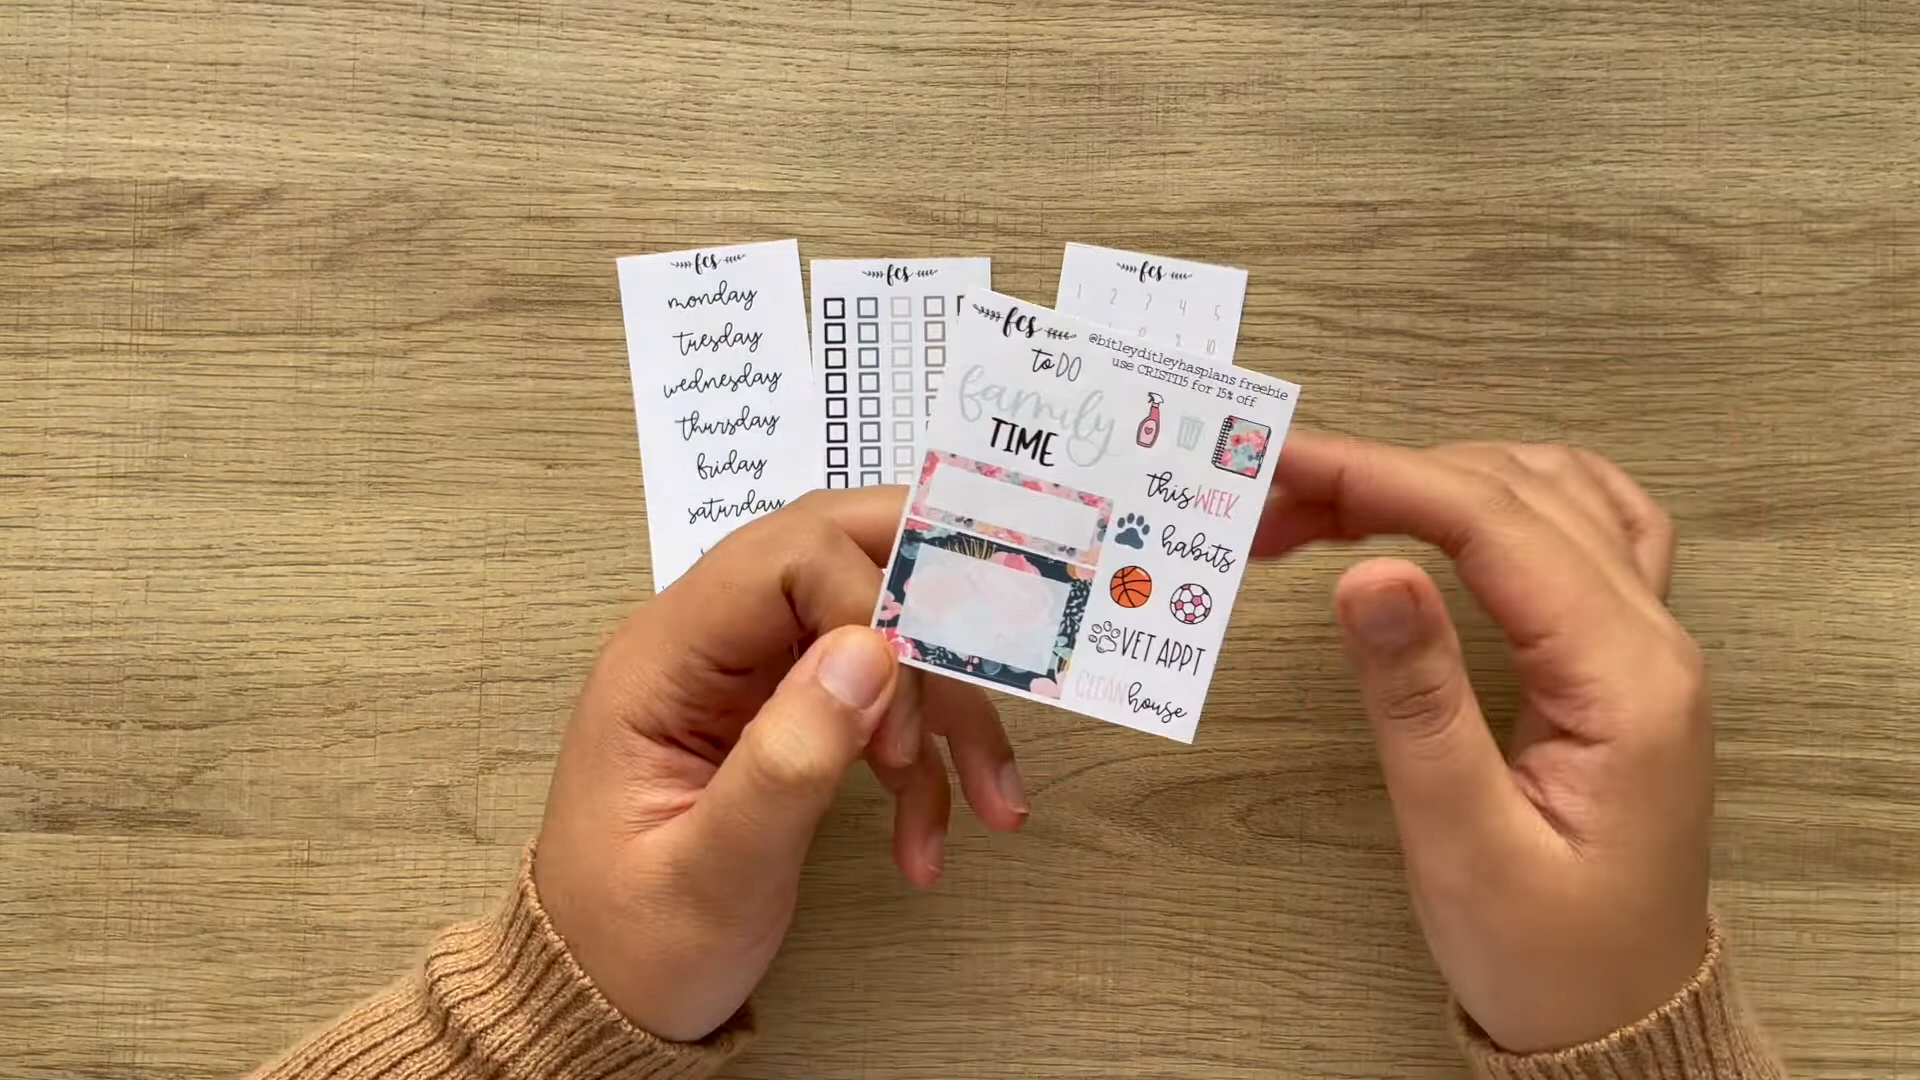 fcs
monday
tuesday
wednesday
thursday
friday
saturday
fcs
fcs
1 2 3 4 5
10
fcs
@bitleyditleyhasplans freebie
use CRISTI15 for 15% off
to DO
family
TIME
this WEEK
habits
VET APPT
CLEAN house